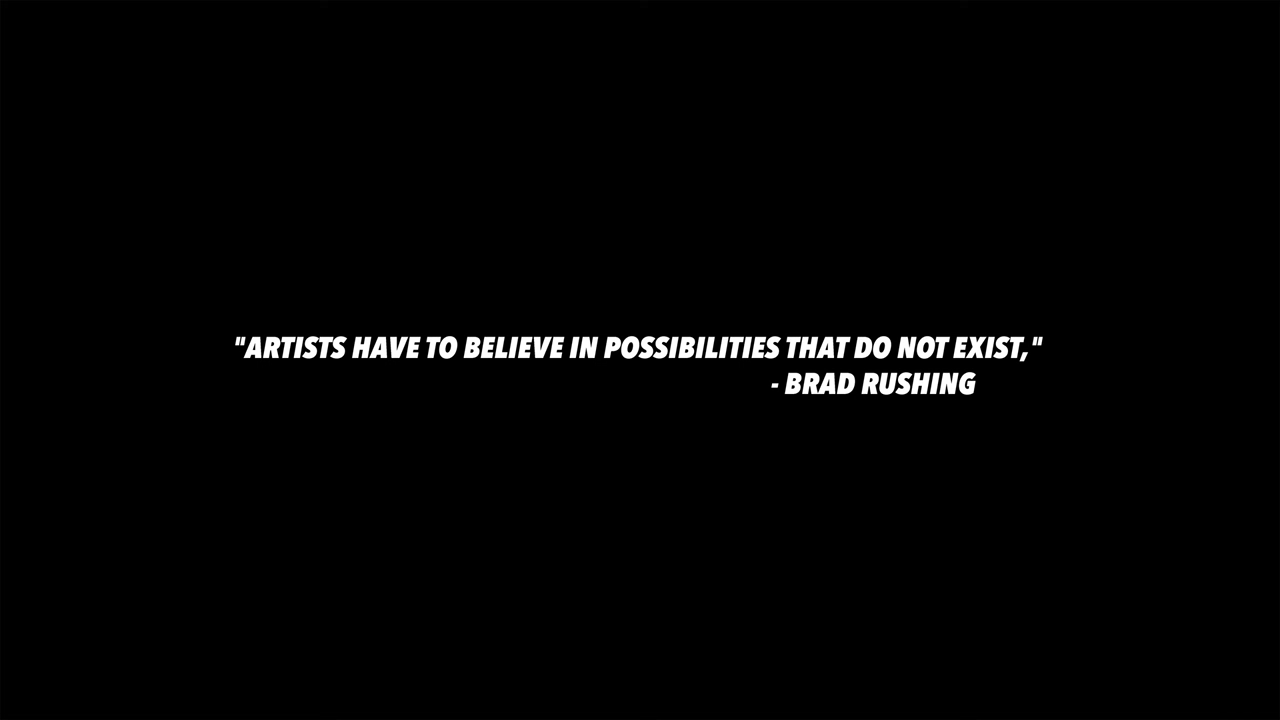 "ARTISTS HAVE TO BELIEVE IN POSSIBILITIES THAT DO NOT EXIST,"
- BRAD RUSHING